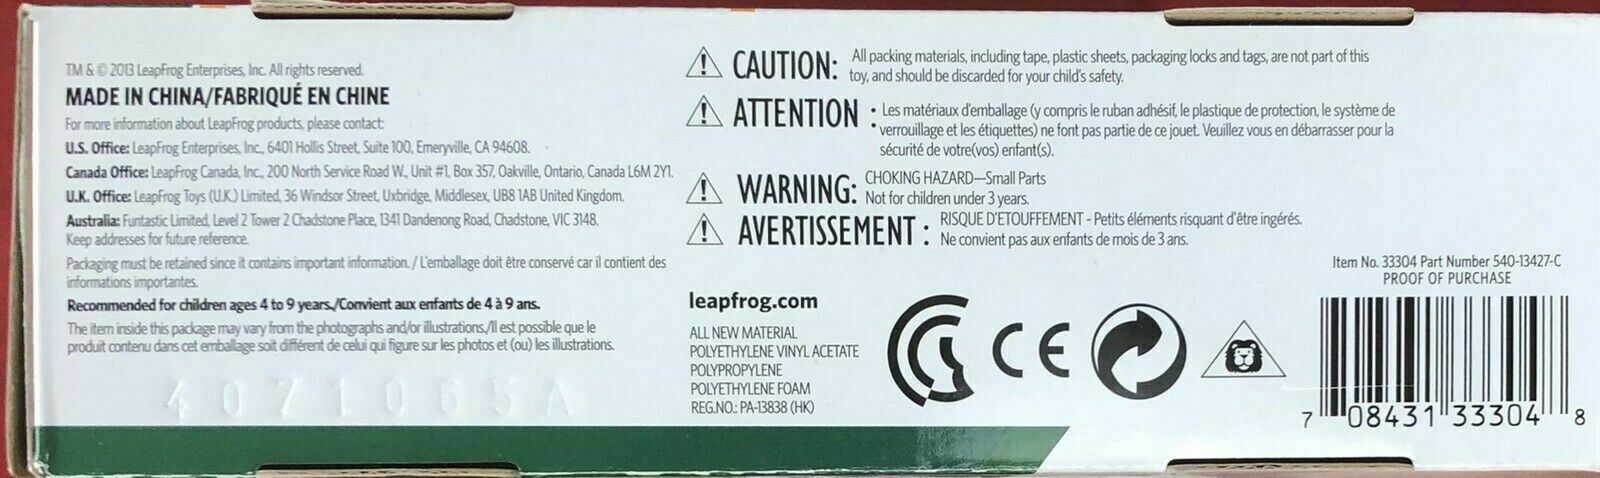 TM & © 2013 LeapFrog Enterprises, Inc. All rights reserved.
MADE IN CHINA/FABRIQUÉ EN CHINE
For more information about LeapFrog products, please contact:
U.S. Office: LeapFrog Enterprises, Inc., 6401 Hollis Street, Suite 100, Emeryville, CA 94608.
Canada Office: LeapFrog Canada, Inc., 200 North Service Road W., Unit #1, Box 357, Oakville, Ontario, Canada L6M 2Y1.
U.K. Office: LeapFrog Toys (U.K.) Limited, 36 Windsor Street, Uxbridge, Middlesex, UB8 1AB United Kingdom.
Australia: Funtastic Limited, Level 2 Tower 2 Chadstone Place, 1341 Dandenong Road, Chadstone, VIC 3148.
Keep addresses for future reference.
Packaging must be retained since it contains important information. / L'emballage doit être conservé car il contient des
informations importantes.
Recommended for children ages 4 to 9 years./Convient aux enfants de 4 à 9 ans.
The item inside this package may vary from the photographs and/or illustrations./Il est possible que le
produit contenu dans cet emballage soit différent de celui qui figure sur les photos et (ou) les illustrations.
4071065A
CAUTION: All packing materials, including tape, plastic sheets, packaging locks and tags, are not part of this
toy, and should be discarded for your child's safety.
ATTENTION : Les matériaux d'emballage (y compris le ruban adhésif, le plastique de protection, le système de
verrouillage et les étiquettes) ne font pas partie de ce jouet. Veuillez vous en débarrasser pour la
sécurité de votre(vos) enfant(s).
WARNING: CHOKING HAZARD—Small Parts
Not for children under 3 years.
AVERTISSEMENT : RISQUE D'ETOUFFEMENT - Petits éléments risquant d'être ingérés.
Ne convient pas aux enfants de mois de 3 ans.
leapfrog.com
ALL NEW MATERIAL
POLYETHYLENE VINYL ACETATE
POLYPROPYLENE
POLYETHYLENE FOAM
REG.NO.: PA-13838 (HK)
CE
Item No. 33304 Part Number 540-13427-C
PROOF OF PURCHASE
7 08431 33304 8